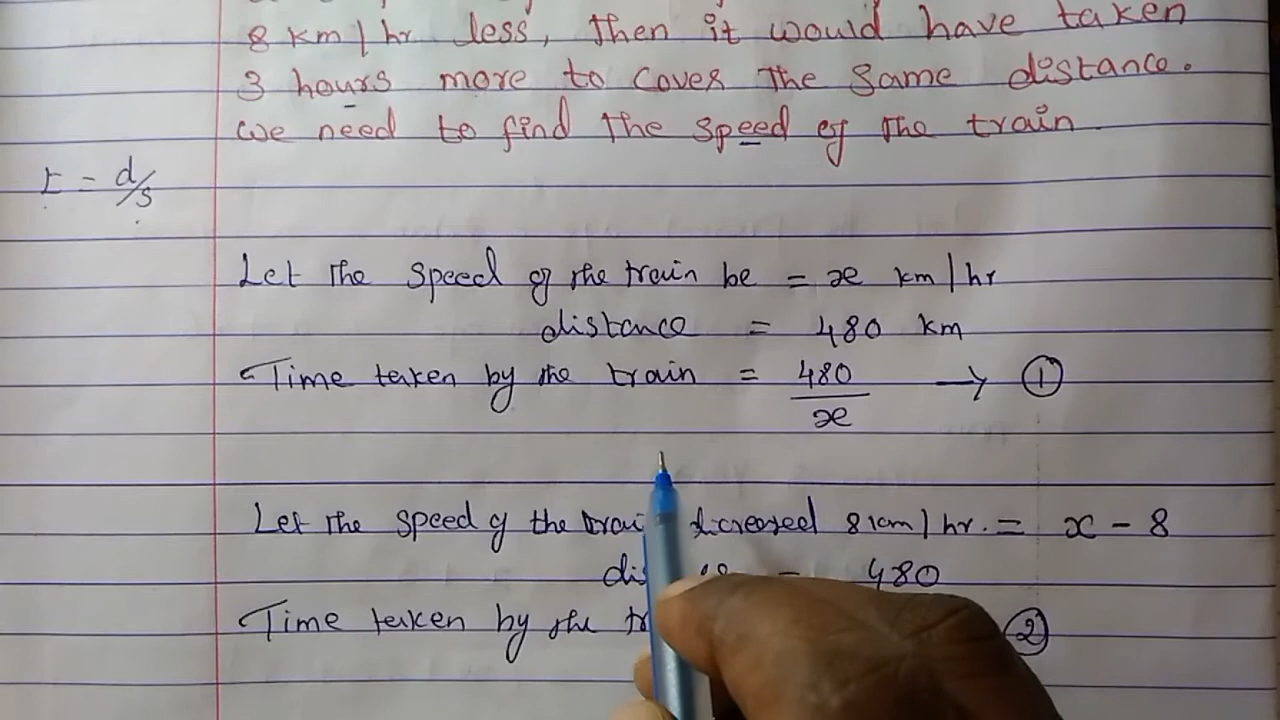 8 km/hr less, then it would have taken
3 hours more to cover the same distance.
we need to find the speed of the train
t = d/s
Let the speed of the train be = x km/hr
distance = 480 km
Time taken by the train = 480/x → ①
Let the speed of the decreased 8 km/hr. = x - 8
480
Time taken by the ②